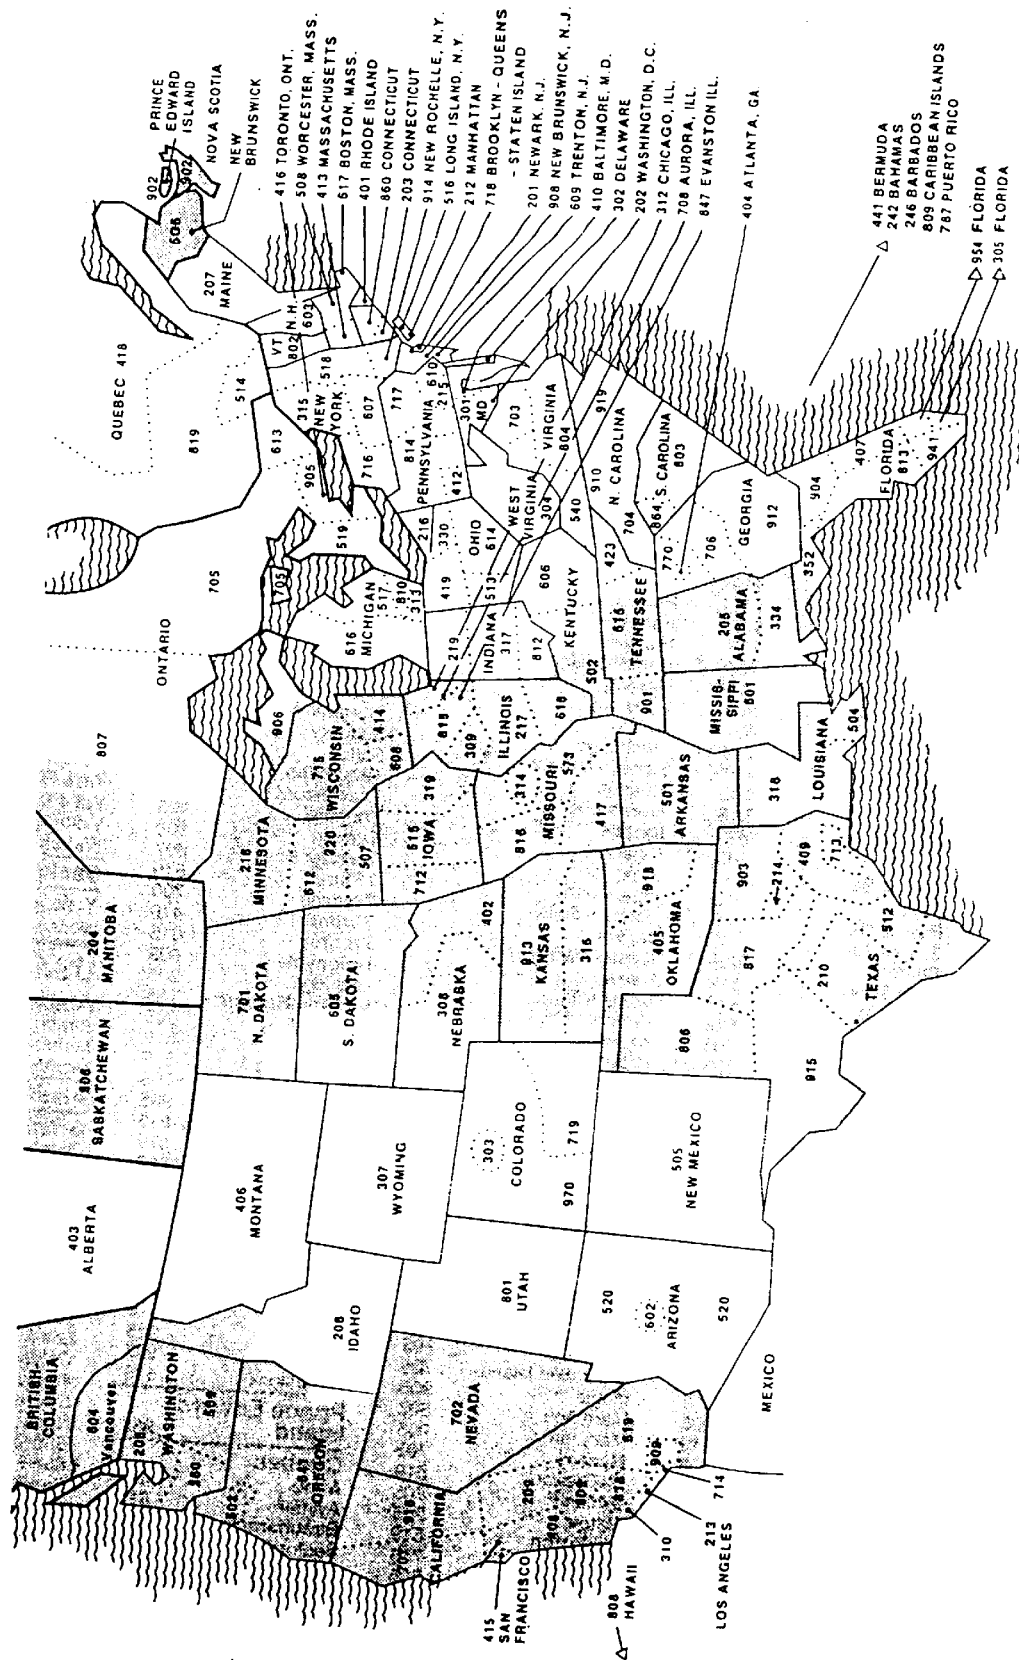 BRITISH-
COLUMBIA
604
Vancouver
403
ALBERTA
306
SASKATCHEWAN
204
MANITOBA
807
ONTARIO
705
705
QUEBEC 418
819
514
613
905
519
902
PRINCE
EDWARD
ISLAND
902
NOVA SCOTIA
NEW
BRUNSWICK
506
207
MAINE
206
WASHINGTON
509
360
503
541
OREGON
208
IDAHO
406
MONTANA
307
WYOMING
701
N. DAKOTA
605
S. DAKOTA
308
NEBRASKA
402
218
MINNESOTA
612
320
507
715
WISCONSIN
414
608
906
616
MICHIGAN
517
810
313
712
515
IOWA
319
702
NEVADA
801
UTAH
303
COLORADO
719
970
913
KANSAS
316
816
314
MISSOURI
573
417
815
309
ILLINOIS
217
618
219
INDIANA
317
812
216
330
419
OHIO
614
513
606
KENTUCKY
502
707
916
CALIFORNIA
209
408
805
818
619
909
415
SAN
FRANCISCO
310
213
LOS ANGELES
714
808
HAWAII
520
602
ARIZONA
520
MEXICO
505
NEW MEXICO
405
OKLAHOMA
918
501
ARKANSAS
901
615
TENNESSEE
423
806
817
903
214
409
713
512
210
TEXAS
915
318
LOUISIANA
504
MISSIS-
SIPPI
601
205
ALABAMA
334
770
706
GEORGIA
912
352
904
407
FLORIDA
813
941
864
S. CAROLINA
803
704
N. CAROLINA
910
919
540
703
VIRGINIA
804
WEST
VIRGINIA
304
301
MD
412
814
PENNSYLVANIA
717
610
215
716
607
315
NEW
YORK
518
VT
802
N.H.
603
416 TORONTO, ONT.
508 WORCESTER, MASS.
413 MASSACHUSETTS
617 BOSTON, MASS.
401 RHODE ISLAND
860 CONNECTICUT
203 CONNECTICUT
914 NEW ROCHELLE, N.Y.
516 LONG ISLAND, N.Y.
212 MANHATTAN
718 BROOKLYN - QUEENS
- STATEN ISLAND
201 NEWARK, N.J.
908 NEW BRUNSWICK, N.J.
609 TRENTON, N.J.
410 BALTIMORE, M.D.
302 DELAWARE
202 WASHINGTON, D.C.
312 CHICAGO, ILL.
708 AURORA, ILL.
847 EVANSTON ILL.
404 ATLANTA, GA.
441 BERMUDA
242 BAHAMAS
246 BARBADOS
809 CARIBBEAN ISLANDS
787 PUERTO RICO
954 FLORIDA
305 FLORIDA